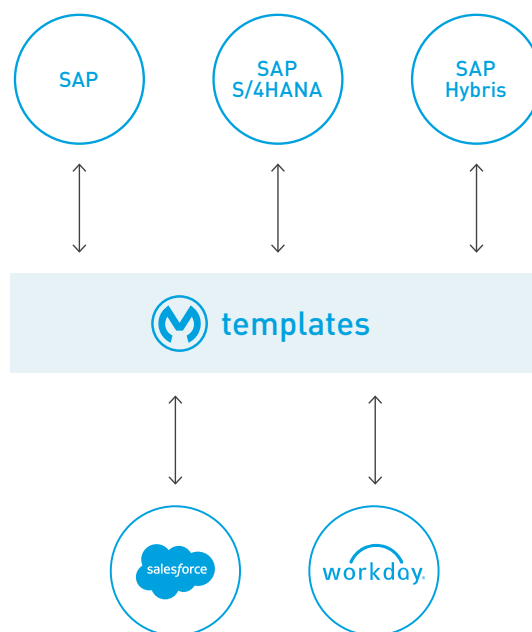 SAP
SAP
S/4HANA
SAP
Hybris
templates
salesforce
workday.